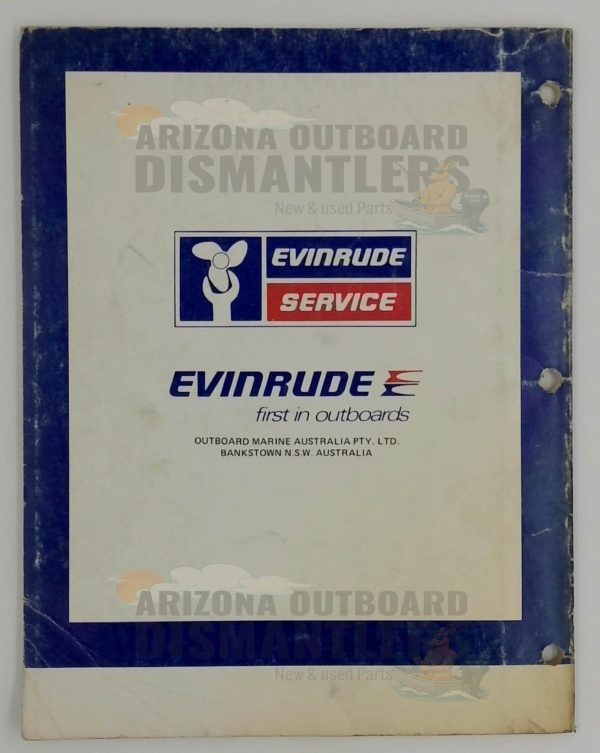 ARIZONA OUTBOARD
DISMANTLERS
New & used Parts
EVINRUDE
SERVICE
EVINRUDE
first in outboards
OUTBOARD MARINE AUSTRALIA PTY. LTD.
BANKSTOWN N.S.W. AUSTRALIA
ARIZONA OUTBOARD
DISMANTLERS
New & used Parts